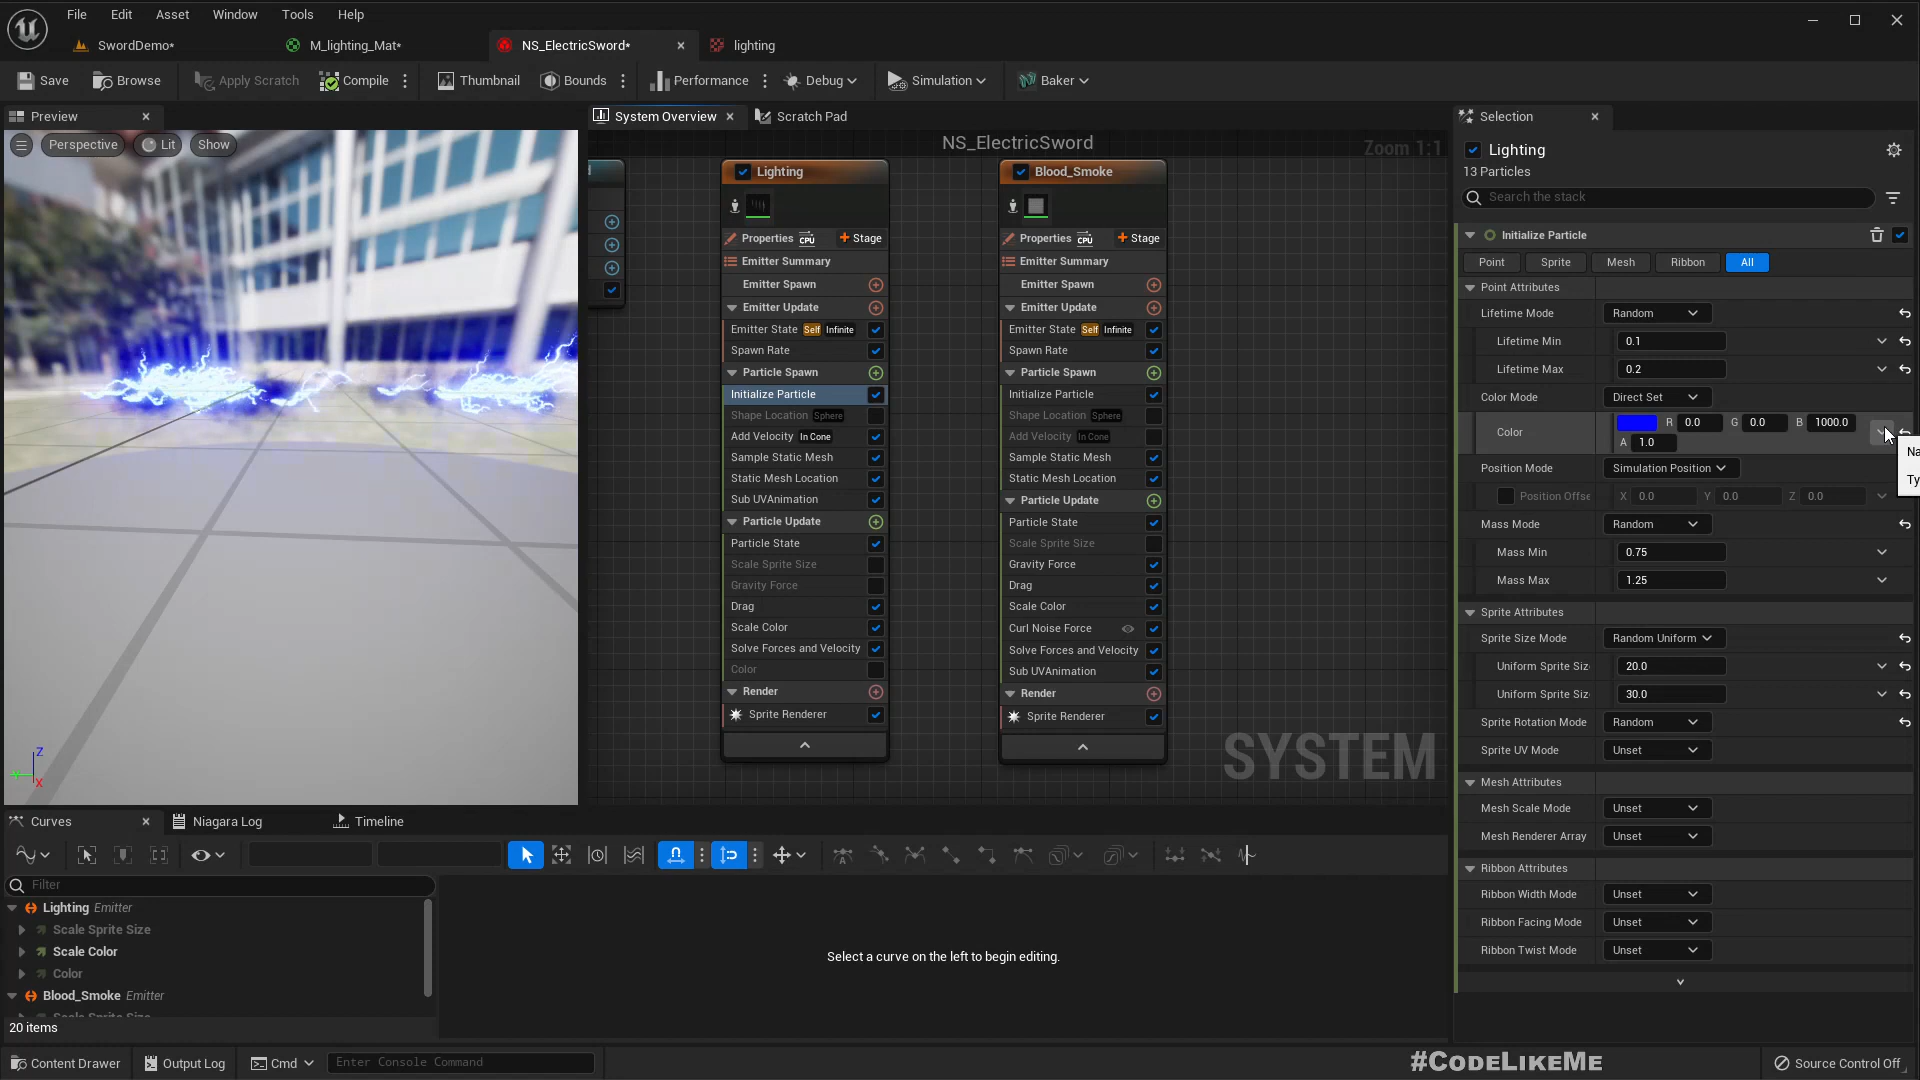 File Edit Asset Window Tools Help
SwordDemo* M_lighting_Mat* NS_ElectricSword* lighting
Save Browse Apply Scratch Compile Thumbnail Bounds Performance Debug Simulation Baker
Preview System Overview Scratch Pad Selection
Perspective Lit Show
NS_ElectricSword
Zoom 1:1
Lighting
Properties CPU Stage
Emitter Summary
Emitter Spawn
Emitter Update
Emitter State Self Infinite
Spawn Rate
Particle Spawn
Initialize Particle
Shape Location Sphere
Add Velocity In Cone
Sample Static Mesh
Static Mesh Location
Sub UVAnimation
Particle Update
Particle State
Scale Sprite Size
Gravity Force
Drag
Scale Color
Solve Forces and Velocity
Color
Render
Sprite Renderer
Blood_Smoke
Properties CPU Stage
Emitter Summary
Emitter Spawn
Emitter Update
Emitter State Self Infinite
Spawn Rate
Particle Spawn
Initialize Particle
Shape Location Sphere
Add Velocity In Cone
Sample Static Mesh
Static Mesh Location
Particle Update
Particle State
Scale Sprite Size
Gravity Force
Drag
Scale Color
Curl Noise Force
Solve Forces and Velocity
Sub UVAnimation
Render
Sprite Renderer
SYSTEM
Lighting
13 Particles
Search the stack
Initialize Particle
Point Sprite Mesh Ribbon All
Point Attributes
Lifetime Mode Random
Lifetime Min 0.1
Lifetime Max 0.2
Color Mode Direct Set
Color R 0.0 G 0.0 B 1000.0
A 1.0
Na
Ty
Position Mode Simulation Position
Position Offse X 0.0 Y 0.0 Z 0.0
Mass Mode Random
Mass Min 0.75
Mass Max 1.25
Sprite Attributes
Sprite Size Mode Random Uniform
Uniform Sprite Siz 20.0
Uniform Sprite Siz 30.0
Sprite Rotation Mode Random
Sprite UV Mode Unset
Mesh Attributes
Mesh Scale Mode Unset
Mesh Renderer Array Unset
Ribbon Attributes
Ribbon Width Mode Unset
Ribbon Facing Mode Unset
Ribbon Twist Mode Unset
Z
X
Curves Niagara Log Timeline
Filter
Lighting Emitter
Scale Sprite Size
Scale Color
Color
Blood_Smoke Emitter
20 items
Select a curve on the left to begin editing.
Content Drawer Output Log Cmd Enter Console Command
#CODELIKEME
Source Control Off